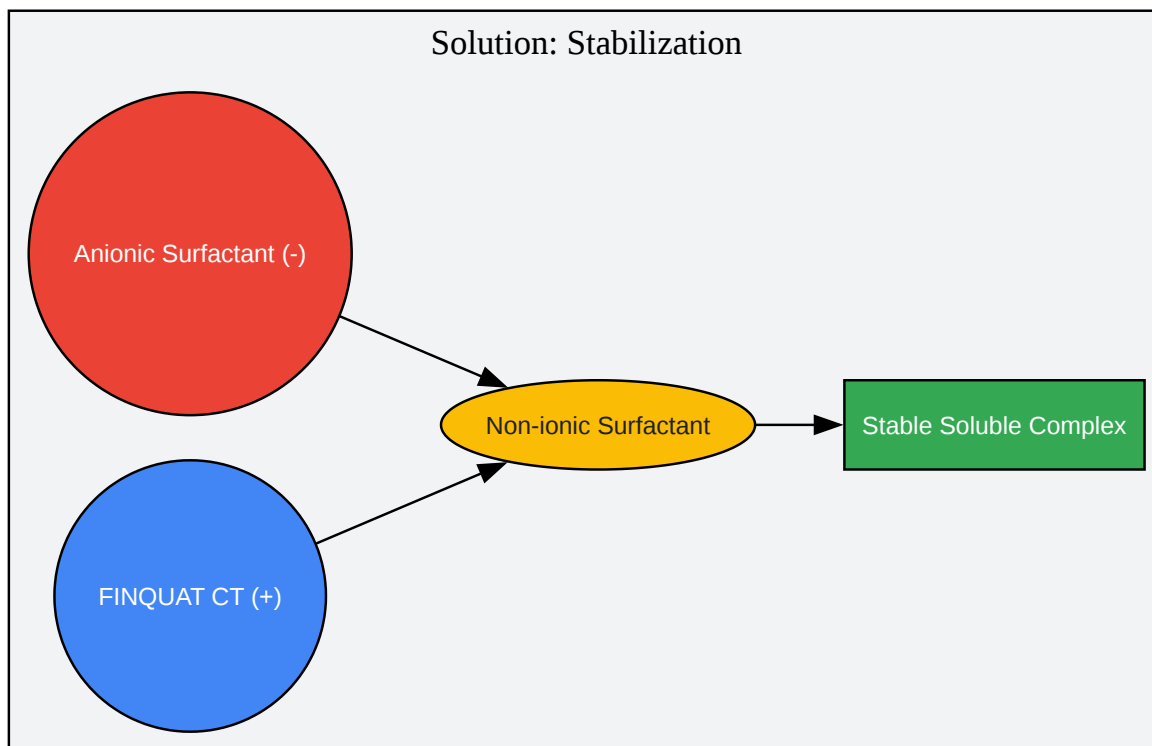 Solution: Stabilization
Anionic Surfactant (-)
Non-ionic Surfactant
Stable Soluble Complex
FINQUAT CT (+)